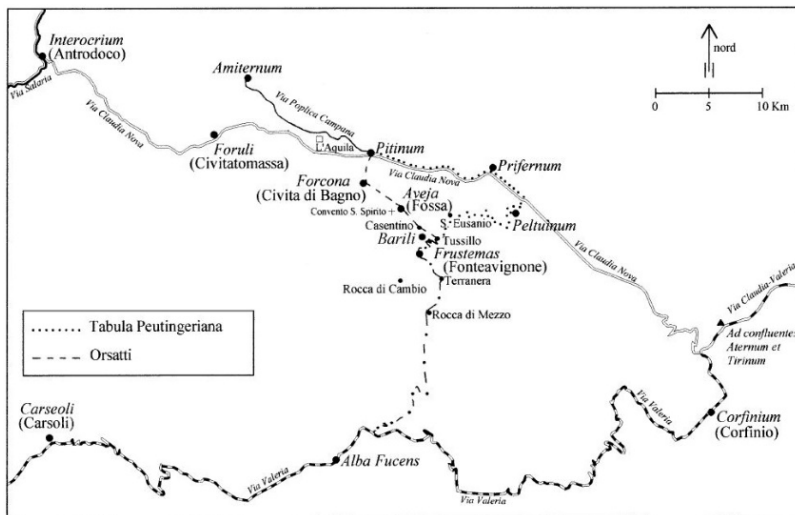 Interocrium
(Antrodoco)
Via Salaria
Via Claudia Nova
Amiternum
Via Poplica Campana
nord
0 5 10 Km
Foruli
(Civitatomassa)
L'Aquila
Pitinum
Via Claudia Nova
Prifernum
Forcona
(Civita di Bagno)
Aveja
(Fossa)
Convento S. Spirito
S. Eusanio
Peltuinum
Casentino
Barili
Tussillo
Frustemas
(Fonteavignone)
Via Claudia Nova
Rocca di Cambio
Terranera
Via Claudia-Valeria
Rocca di Mezzo
Ad confluentes
Aternum et
Tirinum
Tabula Peutingeriana
Orsatti
Carseoli
(Carsoli)
Via Valeria
Corfinium
(Corfinio)
Alba Fucens
Via Valeria
Via Valeria